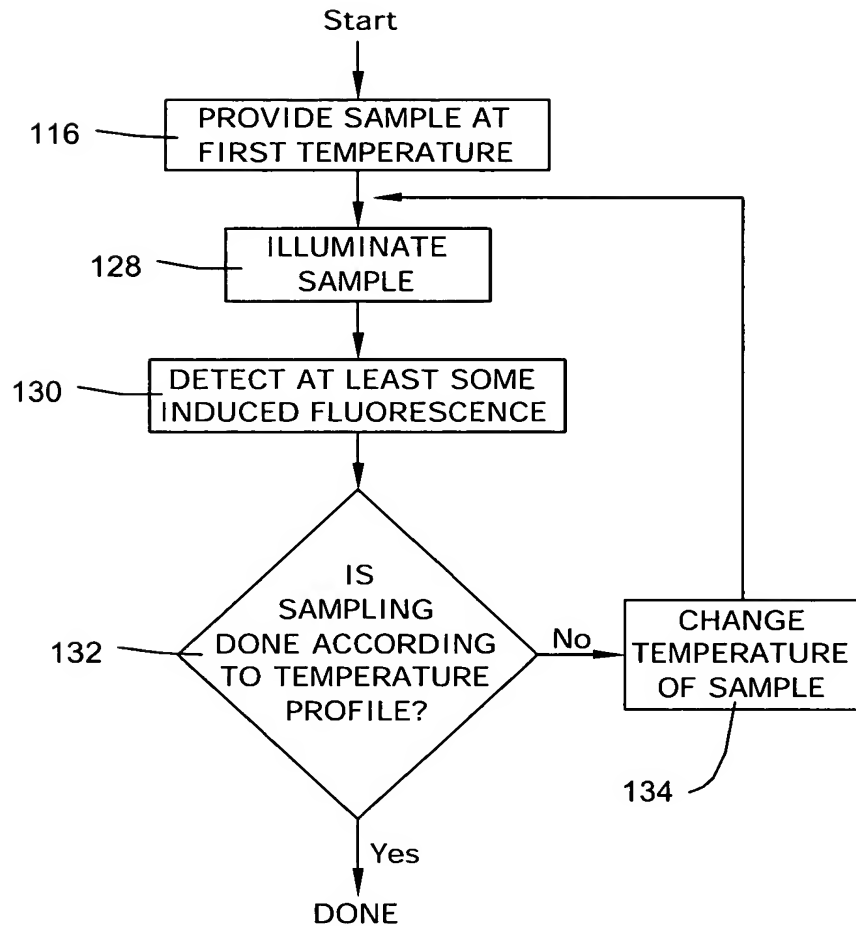 Start
116
PROVIDE SAMPLE AT
FIRST TEMPERATURE
128
ILLUMINATE
SAMPLE
130
DETECT AT LEAST SOME
INDUCED FLUORESCENCE
132
IS
SAMPLING
DONE ACCORDING
TO TEMPERATURE
PROFILE?
No
CHANGE
TEMPERATURE
OF SAMPLE
134
Yes
DONE